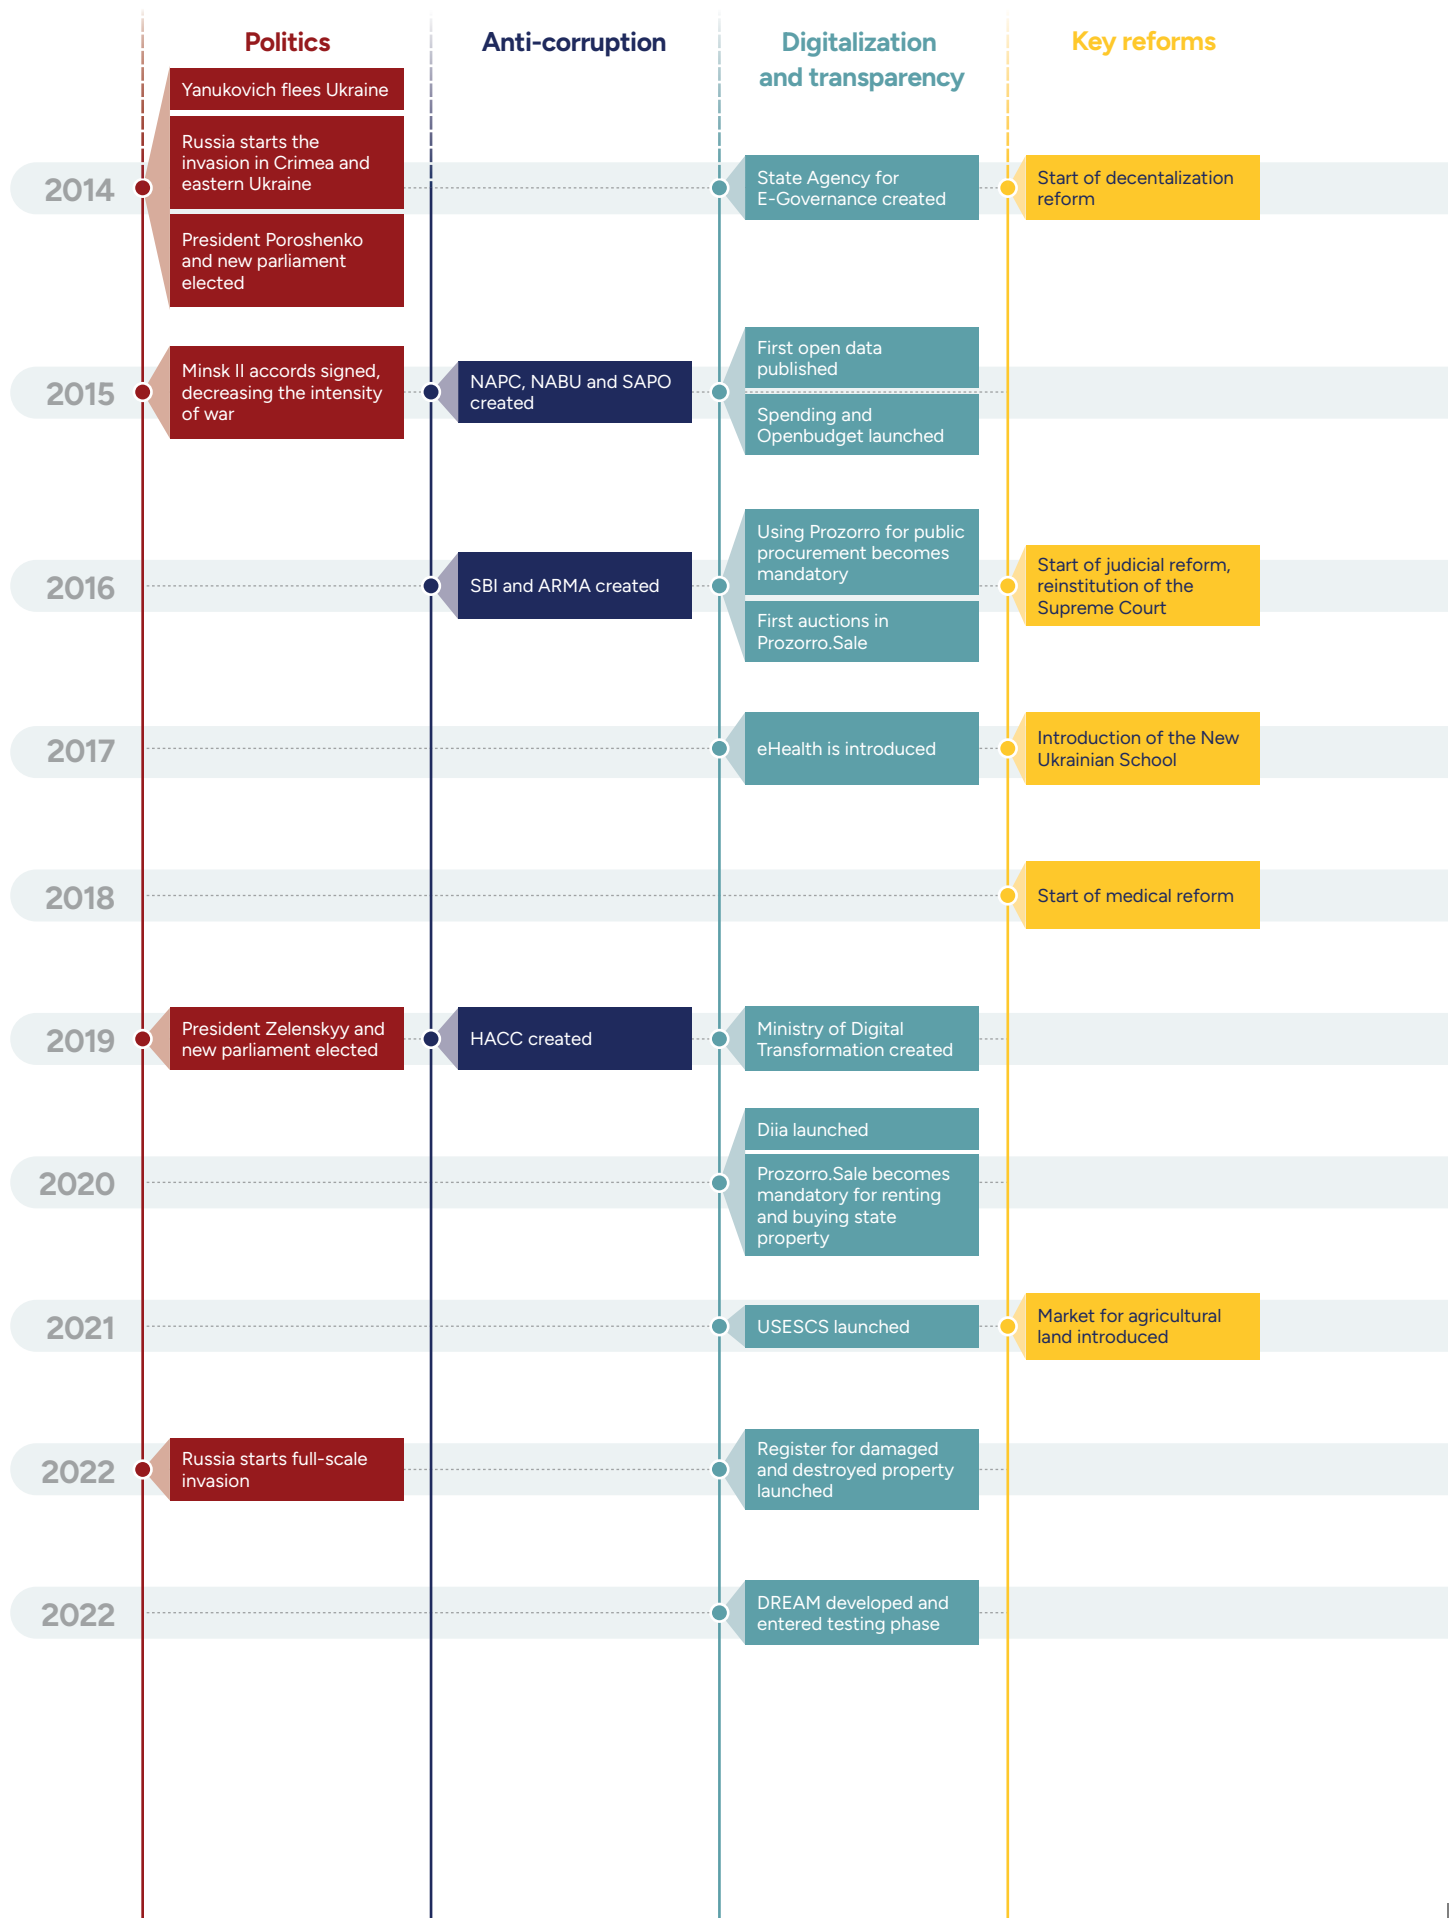 Politics
Anti-corruption
Digitalization
and transparency
Key reforms
2014
Yanukovich flees Ukraine
Russia starts the
invasion in Crimea and
eastern Ukraine
President Poroshenko
and new parliament
elected
State Agency for
E-Governance created
Start of decentalization
reform
2015
Minsk II accords signed,
decreasing the intensity
of war
NAPC, NABU and SAPO
created
First open data
published
Spending and
Openbudget launched
2016
SBI and ARMA created
Using Prozorro for public
procurement becomes
mandatory
First auctions in
Prozorro.Sale
Start of judicial reform,
reinstitution of the
Supreme Court
2017
eHealth is introduced
Introduction of the New
Ukrainian School
2018
Start of medical reform
2019
President Zelenskyy and
new parliament elected
HACC created
Ministry of Digital
Transformation created
2020
Diia launched
Prozorro.Sale becomes
mandatory for renting
and buying state
property
2021
USESCS launched
Market for agricultural
land introduced
2022
Russia starts full-scale
invasion
Register for damaged
and destroyed property
launched
2022
DREAM developed and
entered testing phase